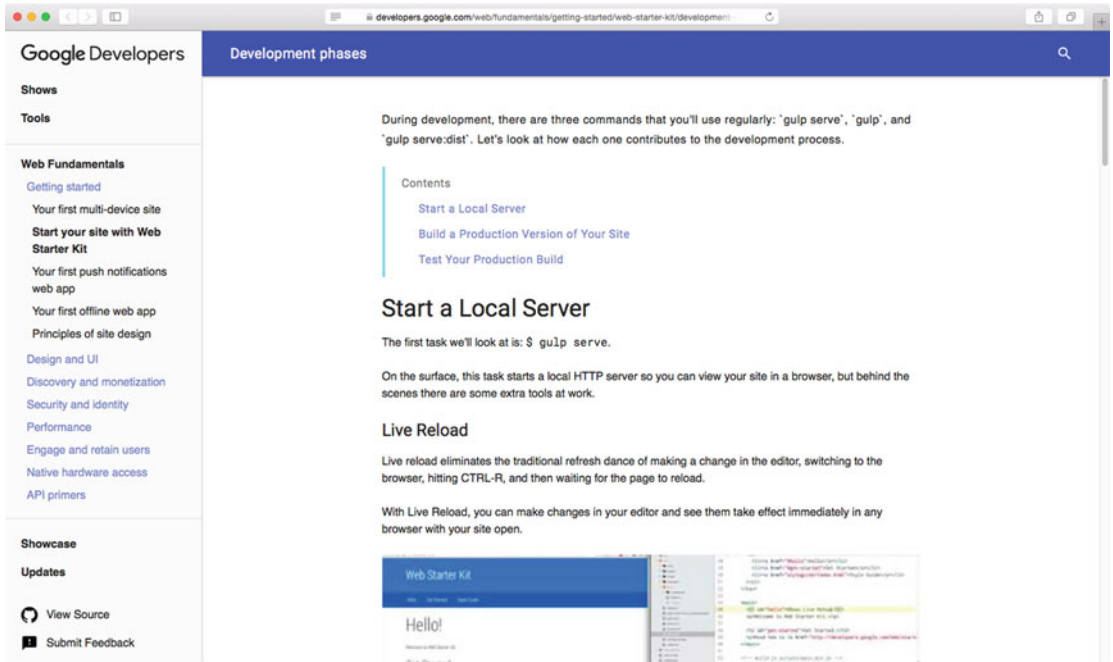 developers.google.com/web/fundamentals/getting-started/web-starter-kit/development-
Google Developers
Development phases
Shows
Tools
Web Fundamentals
Getting started
Your first multi-device site
Start your site with Web
Starter Kit
Your first push notifications
web app
Your first offline web app
Principles of site design
Design and UI
Discovery and monetization
Security and identity
Performance
Engage and retain users
Native hardware access
API primers
Showcase
Updates
View Source
Submit Feedback
During development, there are three commands that you'll use regularly: `gulp serve`, `gulp`, and
`gulp serve:dist`. Let's look at how each one contributes to the development process.
Contents
Start a Local Server
Build a Production Version of Your Site
Test Your Production Build
Start a Local Server
The first task we'll look at is: $ gulp serve.
On the surface, this task starts a local HTTP server so you can view your site in a browser, but behind the
scenes there are some extra tools at work.
Live Reload
Live reload eliminates the traditional refresh dance of making a change in the editor, switching to the
browser, hitting CTRL-R, and then waiting for the page to reload.
With Live Reload, you can make changes in your editor and see them take effect immediately in any
browser with your site open.
Web Starter Kit
Hello!